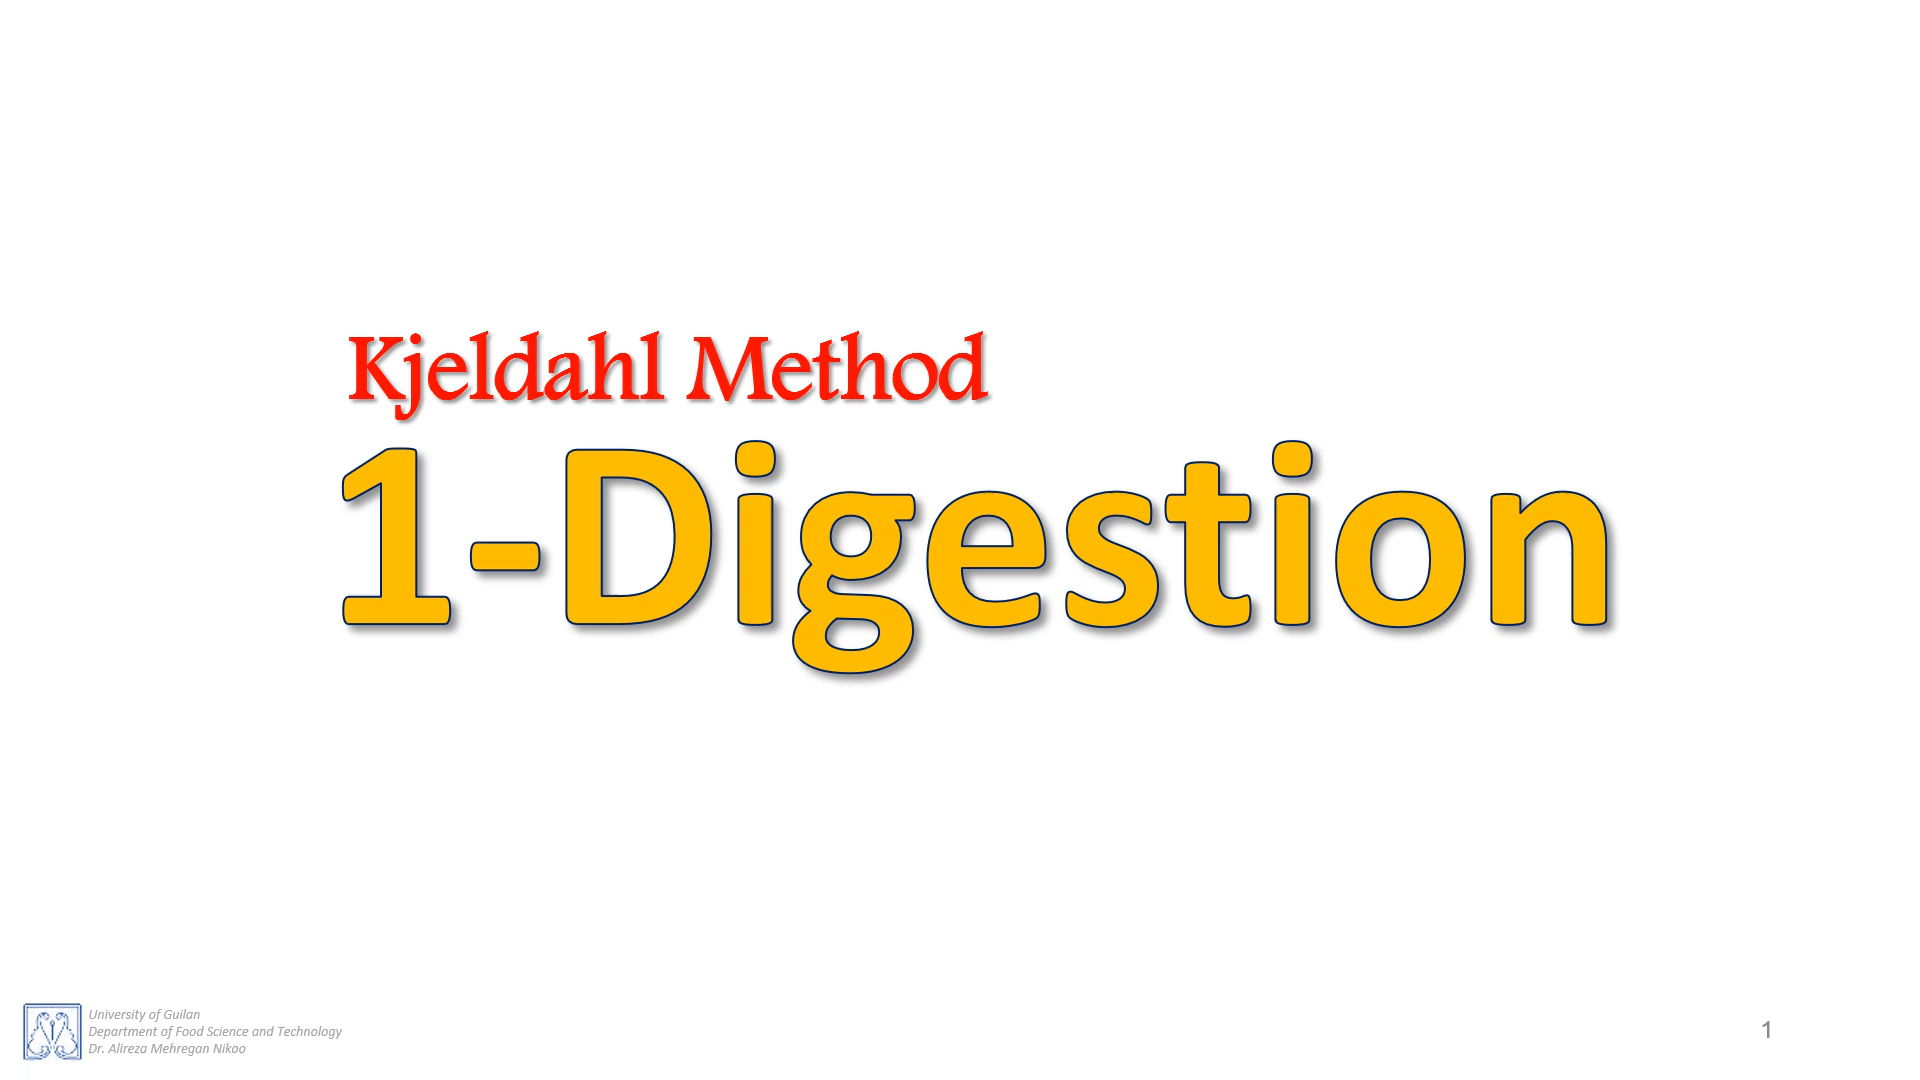 Kjeldahl Method
1-Digestion
University of Guilan
Department of Food Science and Technology
Dr. Alireza Mehregan Nikoo
1